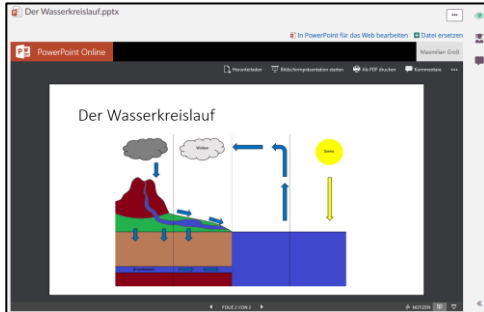 Der Wasserkreislauf.pptx
In PowerPoint für das Web bearbeiten Datei ersetzen
PowerPoint Online
Maximilian Groß
Herunterladen Bildschirmpräsentation starten Als PDF drucken Kommentare
Der Wasserkreislauf
Wolken
Sonne
Grundwasser
FOLIE 2 VON 2
NOTIZEN